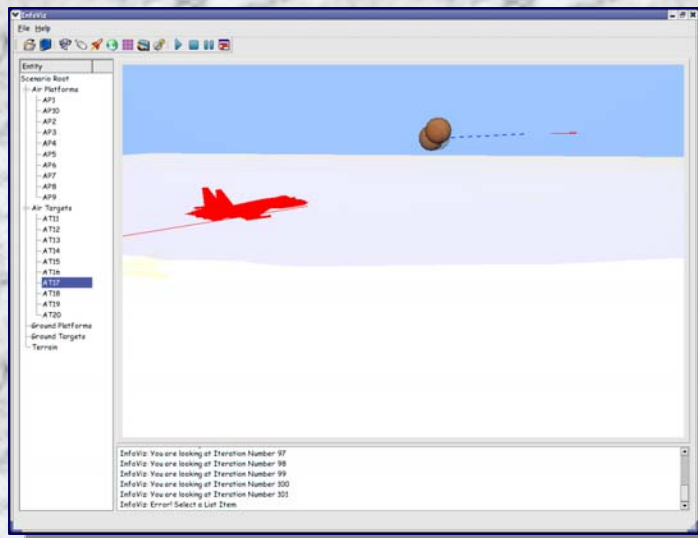 InfoViz
File Help
Entity
Scenario Root
Air Platforms
AP1
AP10
AP2
AP3
AP4
AP5
AP6
AP7
AP8
AP9
Air Targets
AT11
AT12
AT13
AT14
AT15
AT16
AT17
AT18
AT19
AT20
Ground Platforms
Ground Targets
Terrain
InfoViz: You are looking at Iteration Number 97
InfoViz: You are looking at Iteration Number 98
InfoViz: You are looking at Iteration Number 99
InfoViz: You are looking at Iteration Number 100
InfoViz: You are looking at Iteration Number 101
InfoViz: Error! Select a List Item